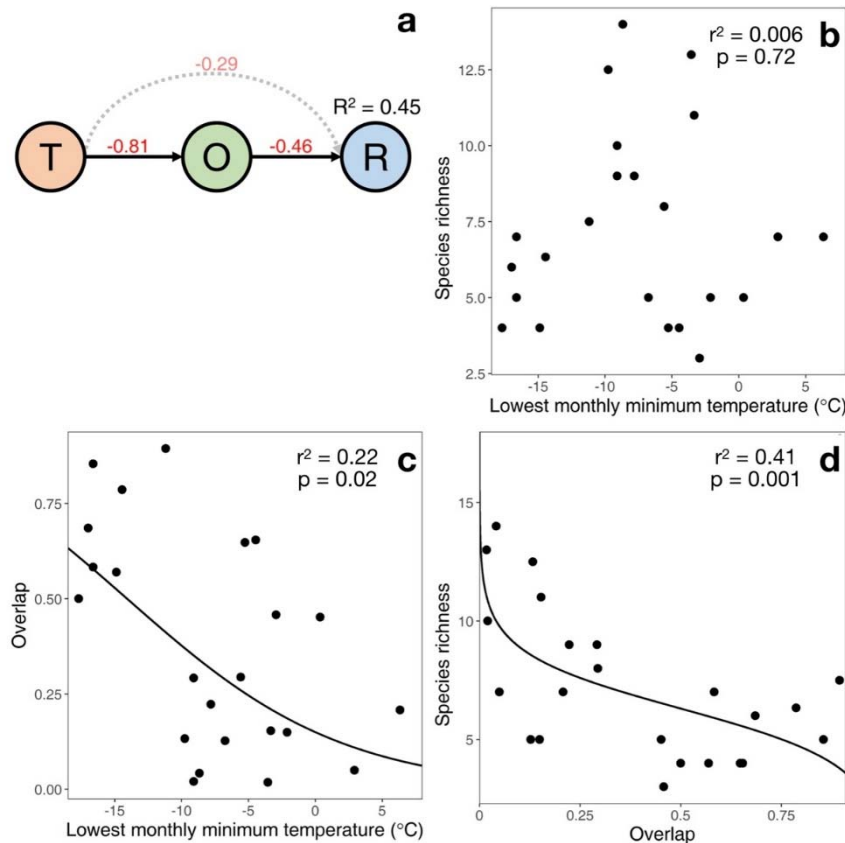 a
-0.29
R² = 0.45
T
-0.81
O
-0.46
R
b
r² = 0.006
p = 0.72
Species richness
12.5
10.0
7.5
5.0
2.5
-15
-10
-5
0
5
Lowest monthly minimum temperature (°C)
c
r² = 0.22
p = 0.02
Overlap
0.75
0.50
0.25
0.00
-15
-10
-5
0
5
Lowest monthly minimum temperature (°C)
d
r² = 0.41
p = 0.001
Species richness
15
10
5
0
0.25
0.5
0.75
Overlap